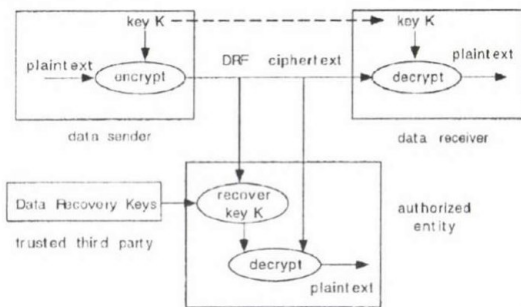 key K
key K
plaintext
encrypt
DRF ciphertext
decrypt
plaintext
data sender
data receiver
Data Recovery Keys
recover
key K
authorized
entity
trusted third party
decrypt
plaintext